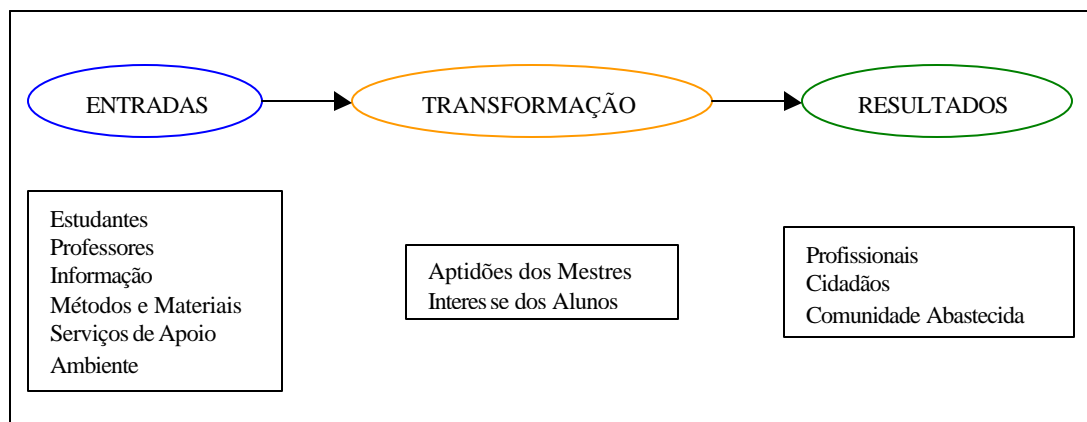 ENTRADAS
TRANSFORMAÇÃO
RESULTADOS
Estudantes
Professores
Informação
Métodos e Materiais
Serviços de Apoio
Ambiente
Aptidões dos Mestres
Interes se dos Alunos
Profissionais
Cidadãos
Comunidade Abastecida